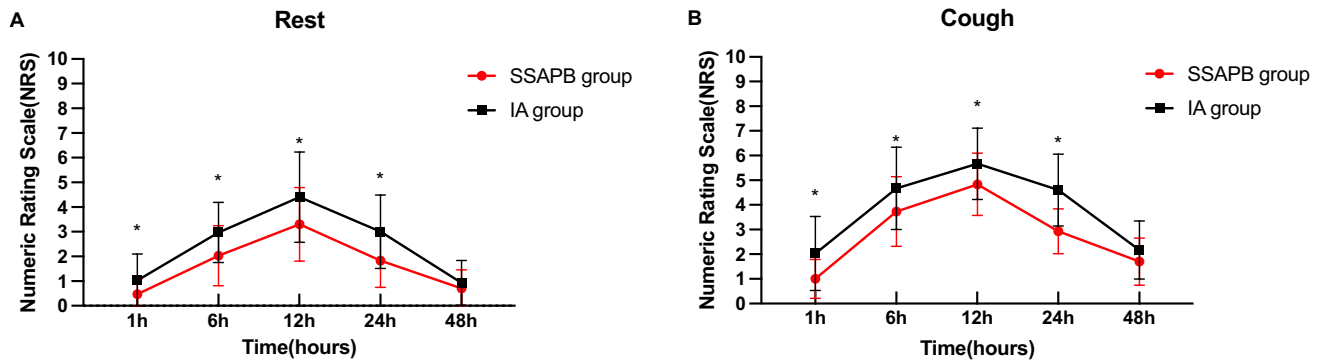 A
Rest
Numeric Rating Scale(NRS)
10
9
8
7
6
5
4
3
2
1
0
*
*
*
*
SSAPB group
IA group
1h 6h 12h 24h 48h
Time(hours)
B
Cough
Numeric Rating Scale(NRS)
10
9
8
7
6
5
4
3
2
1
0
*
*
*
*
SSAPB group
IA group
1h 6h 12h 24h 48h
Time(hours)